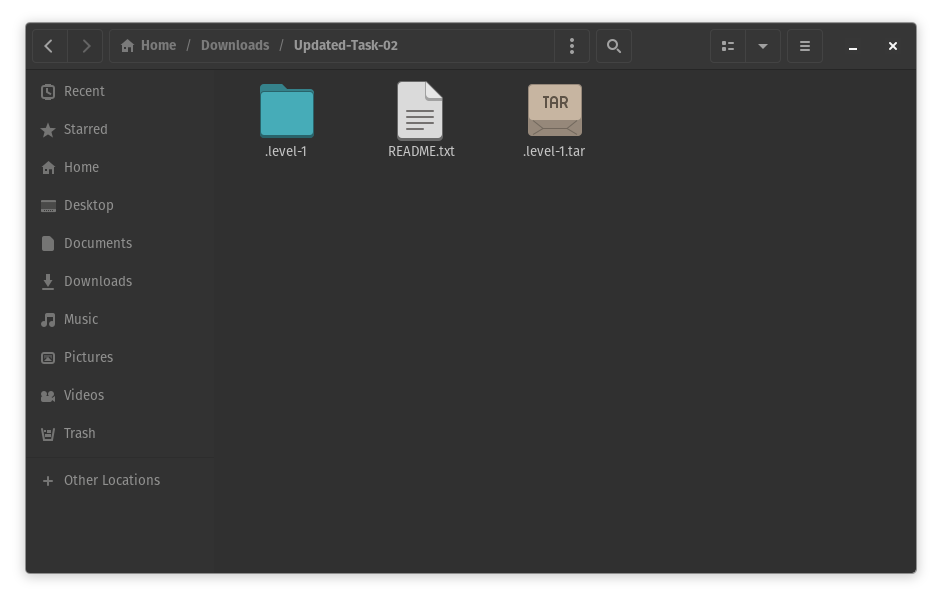 Home / Downloads / Updated-Task-02
Recent
Starred
Home
Desktop
Documents
Downloads
Music
Pictures
Videos
Trash
Other Locations
.level-1
README.txt
TAR
.level-1.tar